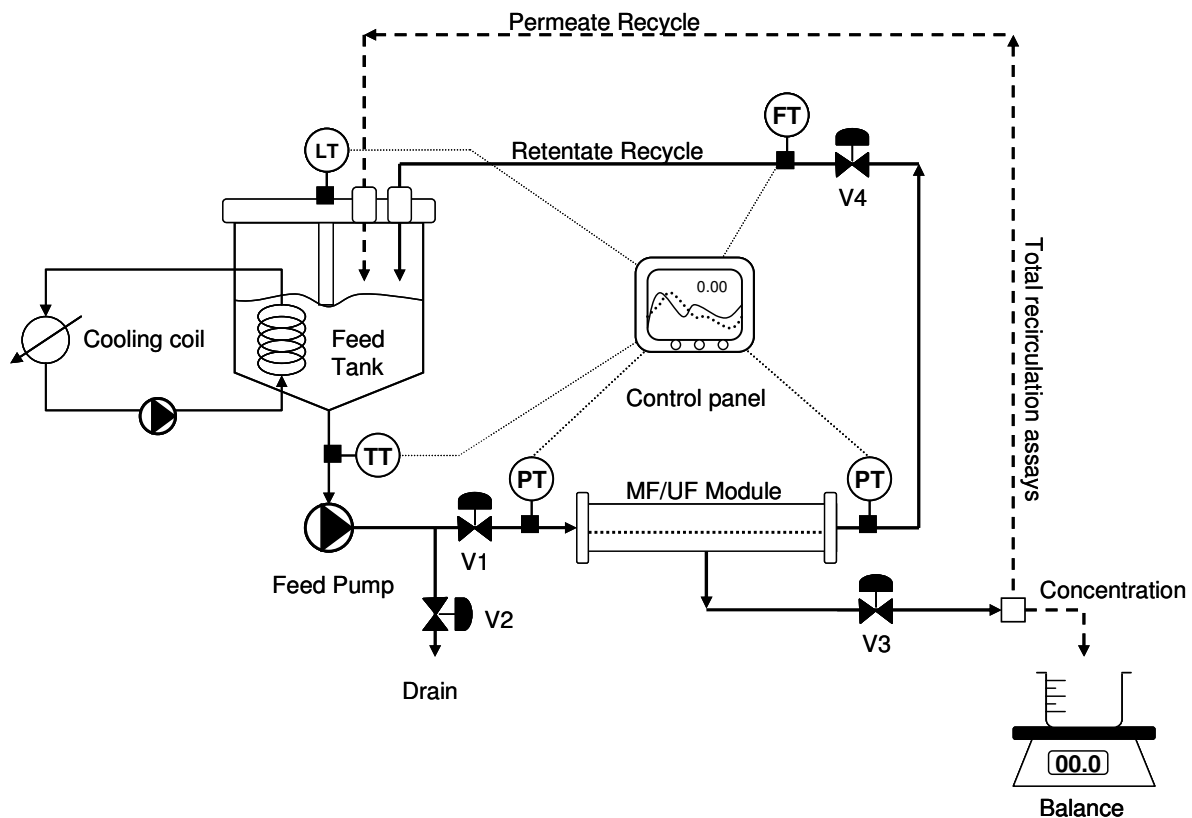 Permeate Recycle
FT
LT
Retentate Recycle
V4
0.00
Total recirculation assays
Cooling coil
Feed
Tank
Control panel
TT
PT
MF/UF Module
PT
V1
Feed Pump
Concentration
V2
V3
Drain
00.0
Balance